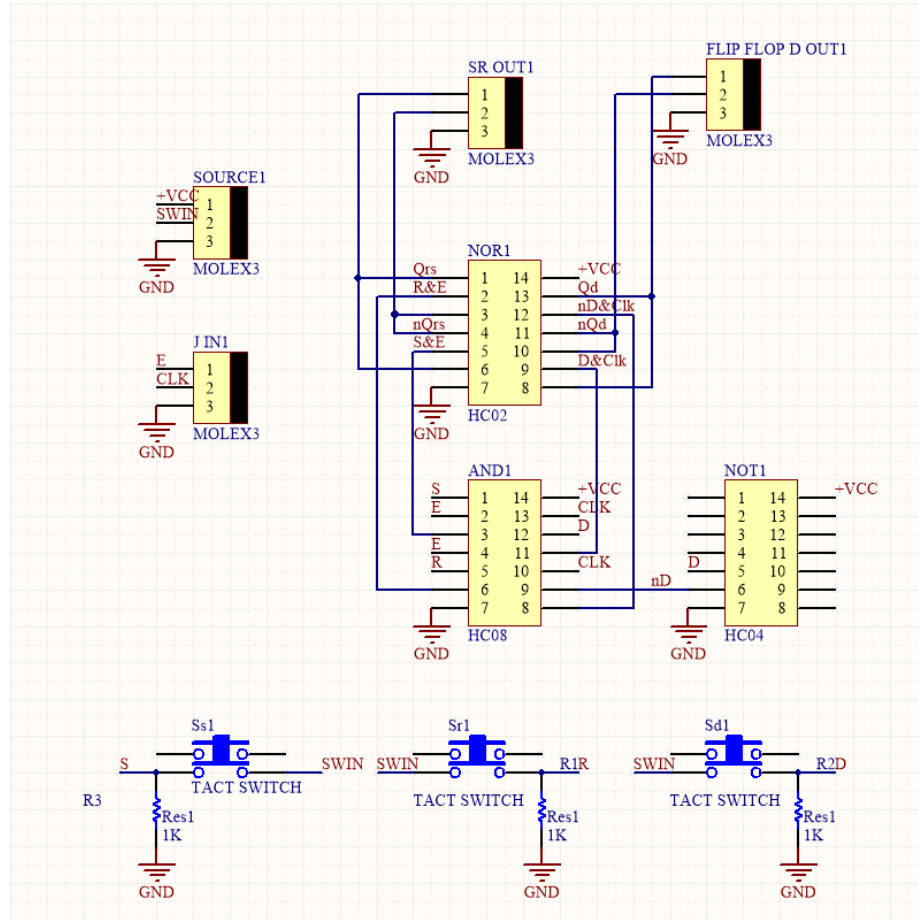 FLIP FLOP D OUT1
1
2
3
MOLEX3
GND
SR OUT1
1
2
3
MOLEX3
GND
SOURCE1
+VCC
SWIN
1
2
3
MOLEX3
GND
J IN1
E
CLK
1
2
3
MOLEX3
GND
NOR1
Qrs 1 14 +VCC
R&E 2 13 Qd
3 12 nD&Clk
nQrs 4 11 nQd
S&E 5 10
6 9 D&Clk
7 8
GND
HC02
AND1
S 1 14 +VCC
E 2 13 CLK
3 12 D
E 4 11
R 5 10 CLK
6 9 nD
7 8
GND
HC08
NOT1
1 14 +VCC
2 13
3 12
4 11
D 5 10
6 9
7 8
GND
HC04
Ss1
S
SWIN
TACT SWITCH
R3
Res1
1K
GND
Sr1
SWIN
R1R
TACT SWITCH
Res1
1K
GND
Sd1
SWIN
R2D
TACT SWITCH
Res1
1K
GND